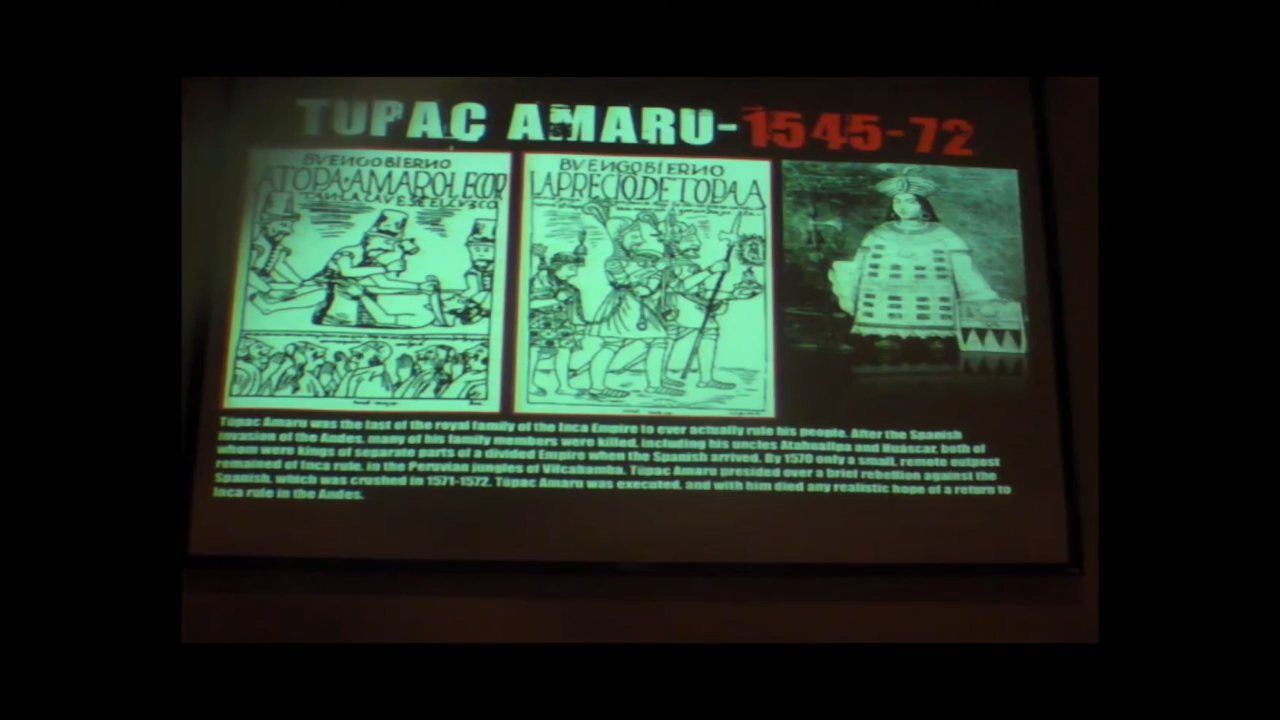 TUPAC AMARU-1545-72
BVENGOBIERNO
ATOPA·AMAROLECOR
TANLACAVESEELCVSCO
BVENGOBIERNO
LAPRECIO.DETOPAA
Túpac Amaru was the last of the royal family of the Inca Empire to ever actually rule his people. After the Spanish
invasion of the Andes, many of his family members were killed, including his uncles Atahualpa and Huáscar, both of
whom were kings of separate parts of a divided Empire when the Spanish arrived. By 1570 only a small, remote outpost
remained of Inca rule, in the Peruvian jungles of Vilcabamba. Túpac Amaru presided over a brief rebellion against the
Spanish, which was crushed in 1571-1572. Túpac Amaru was executed, and with him died any realistic hope of a return to
Inca rule in the Andes.